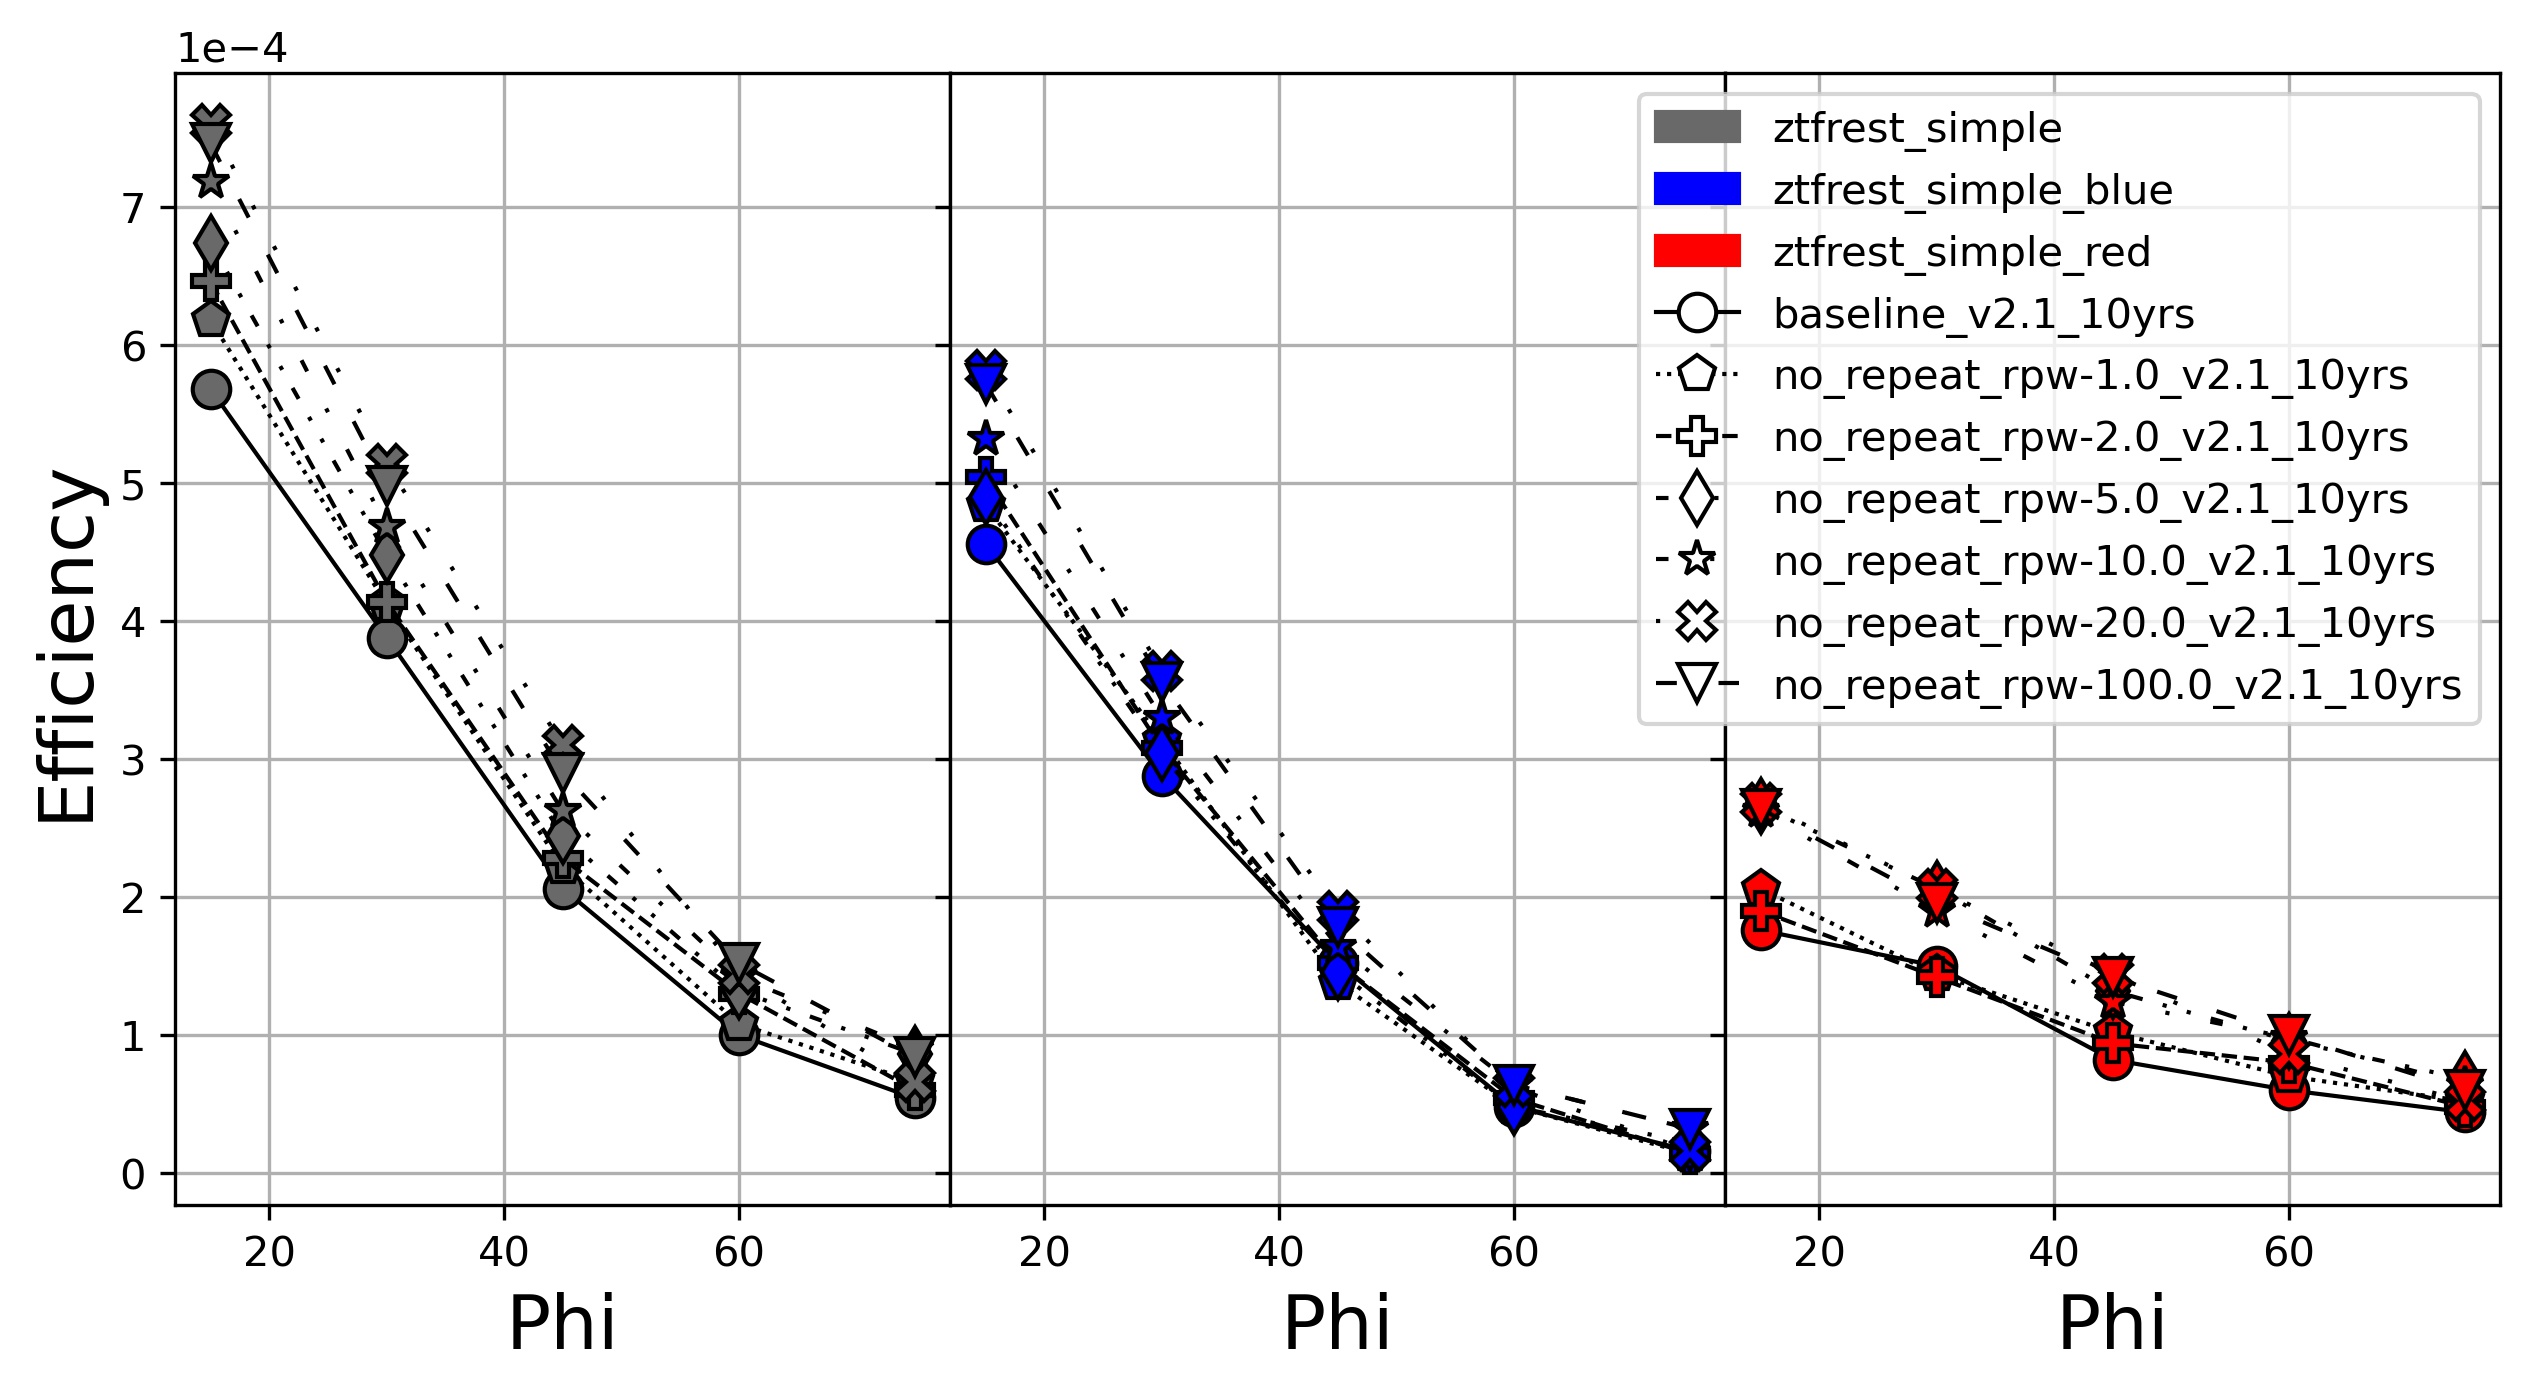 1e−4
Efficiency
7
6
5
4
3
2
1
0
ztfrest_simple
ztfrest_simple_blue
ztfrest_simple_red
baseline_v2.1_10yrs
no_repeat_rpw-1.0_v2.1_10yrs
no_repeat_rpw-2.0_v2.1_10yrs
no_repeat_rpw-5.0_v2.1_10yrs
no_repeat_rpw-10.0_v2.1_10yrs
no_repeat_rpw-20.0_v2.1_10yrs
no_repeat_rpw-100.0_v2.1_10yrs
20 40 60 20 40 60 20 40 60
Phi Phi Phi